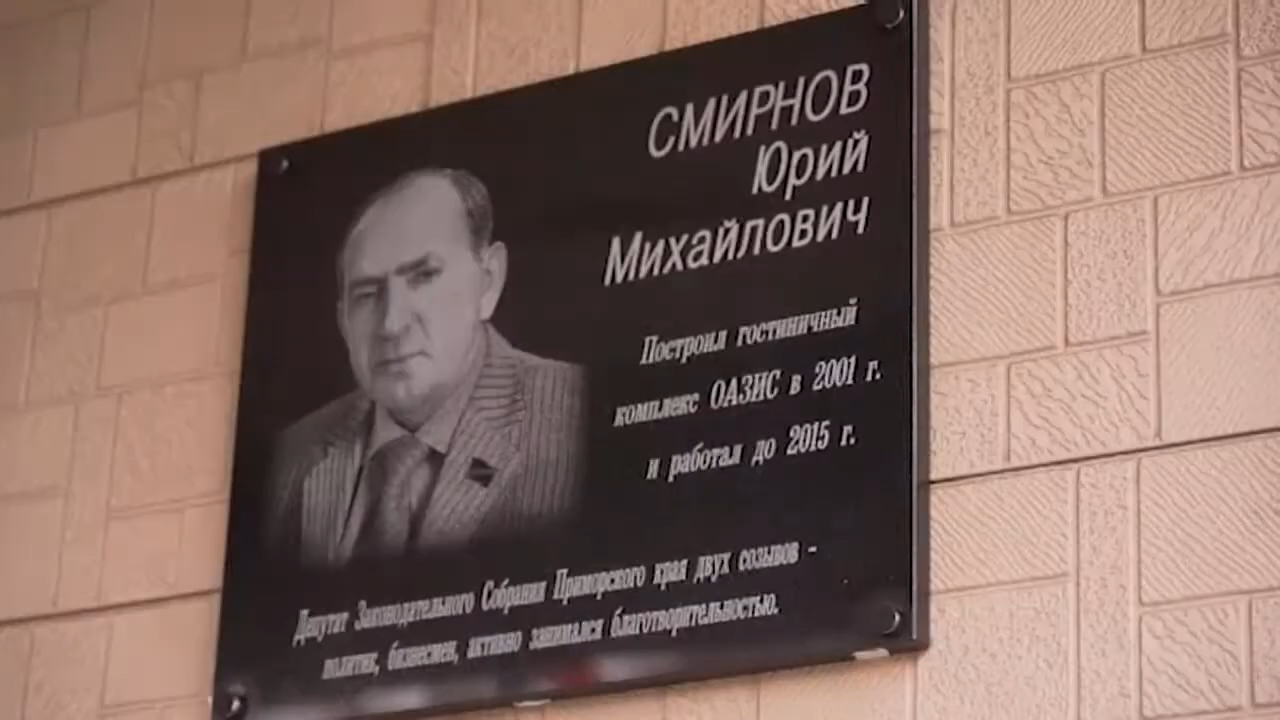 СМИРНОВ
Юрий
Михайлович
Построил гостиничный
комплекс ОАЗИС в 2001 г.
и работал до 2015 г.
Депутат Законодательного Собрания Приморского края двух созывов -
политик, бизнесмен, активно занимался благотворительностью.